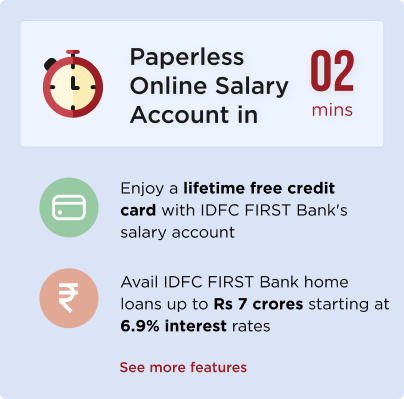 Paperless
Online Salary
Account in
02
mins
Enjoy a lifetime free credit
card with IDFC FIRST Bank's
salary account
Avail IDFC FIRST Bank home
loans up to Rs 7 crores starting at
6.9% interest rates
See more features